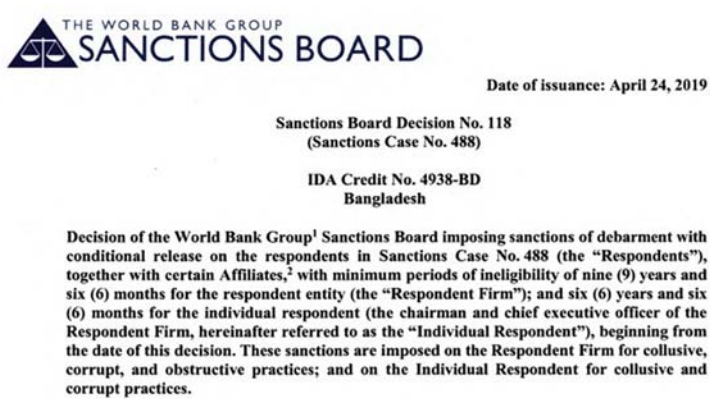 THE WORLD BANK GROUP
SANCTIONS BOARD
Date of issuance: April 24, 2019
Sanctions Board Decision No. 118
(Sanctions Case No. 488)
IDA Credit No. 4938-BD
Bangladesh
Decision of the World Bank Group¹ Sanctions Board imposing sanctions of debarment with
conditional release on the respondents in Sanctions Case No. 488 (the “Respondents”),
together with certain Affiliates,² with minimum periods of ineligibility of nine (9) years and
six (6) months for the respondent entity (the “Respondent Firm”); and six (6) years and six
(6) months for the individual respondent (the chairman and chief executive officer of the
Respondent Firm, hereinafter referred to as the “Individual Respondent”), beginning from
the date of this decision. These sanctions are imposed on the Respondent Firm for collusive,
corrupt, and obstructive practices; and on the Individual Respondent for collusive and
corrupt practices.